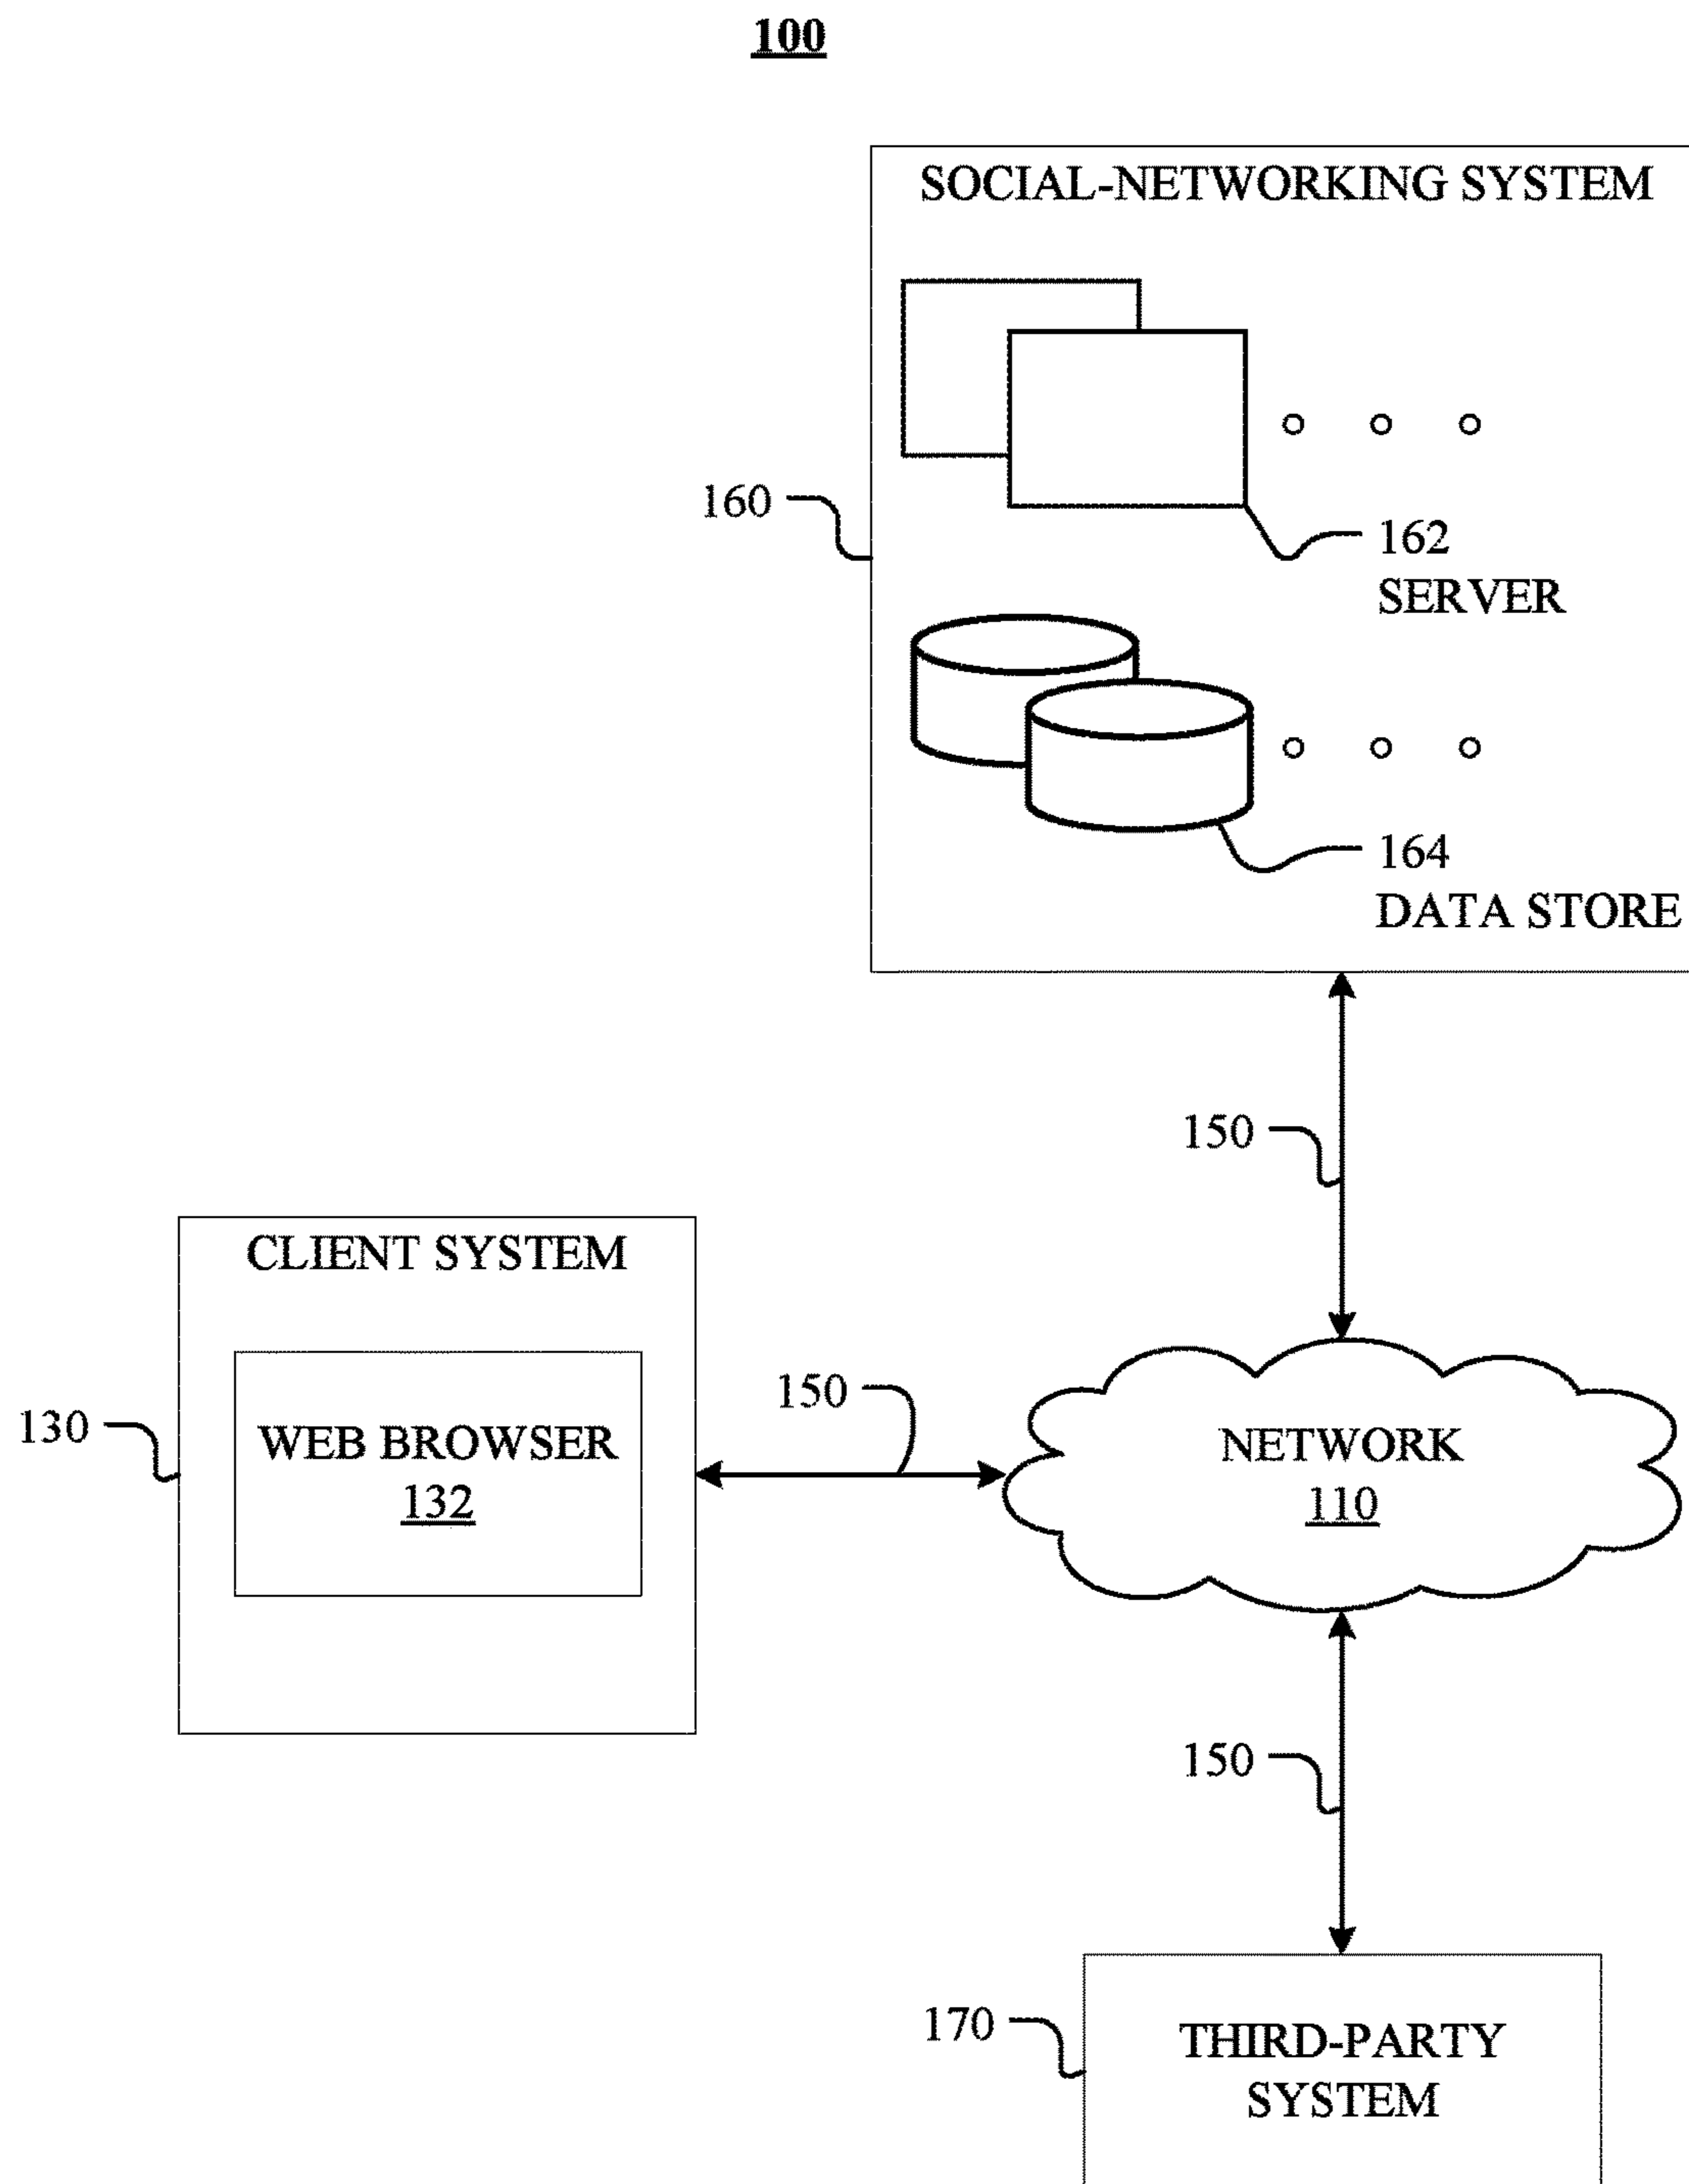 100
SOCIAL-NETWORKING SYSTEM
160
162
SERVER
164
DATA STORE
150
CLIENT SYSTEM
130
WEB BROWSER
132
150
NETWORK
110
150
170
THIRD-PARTY
SYSTEM